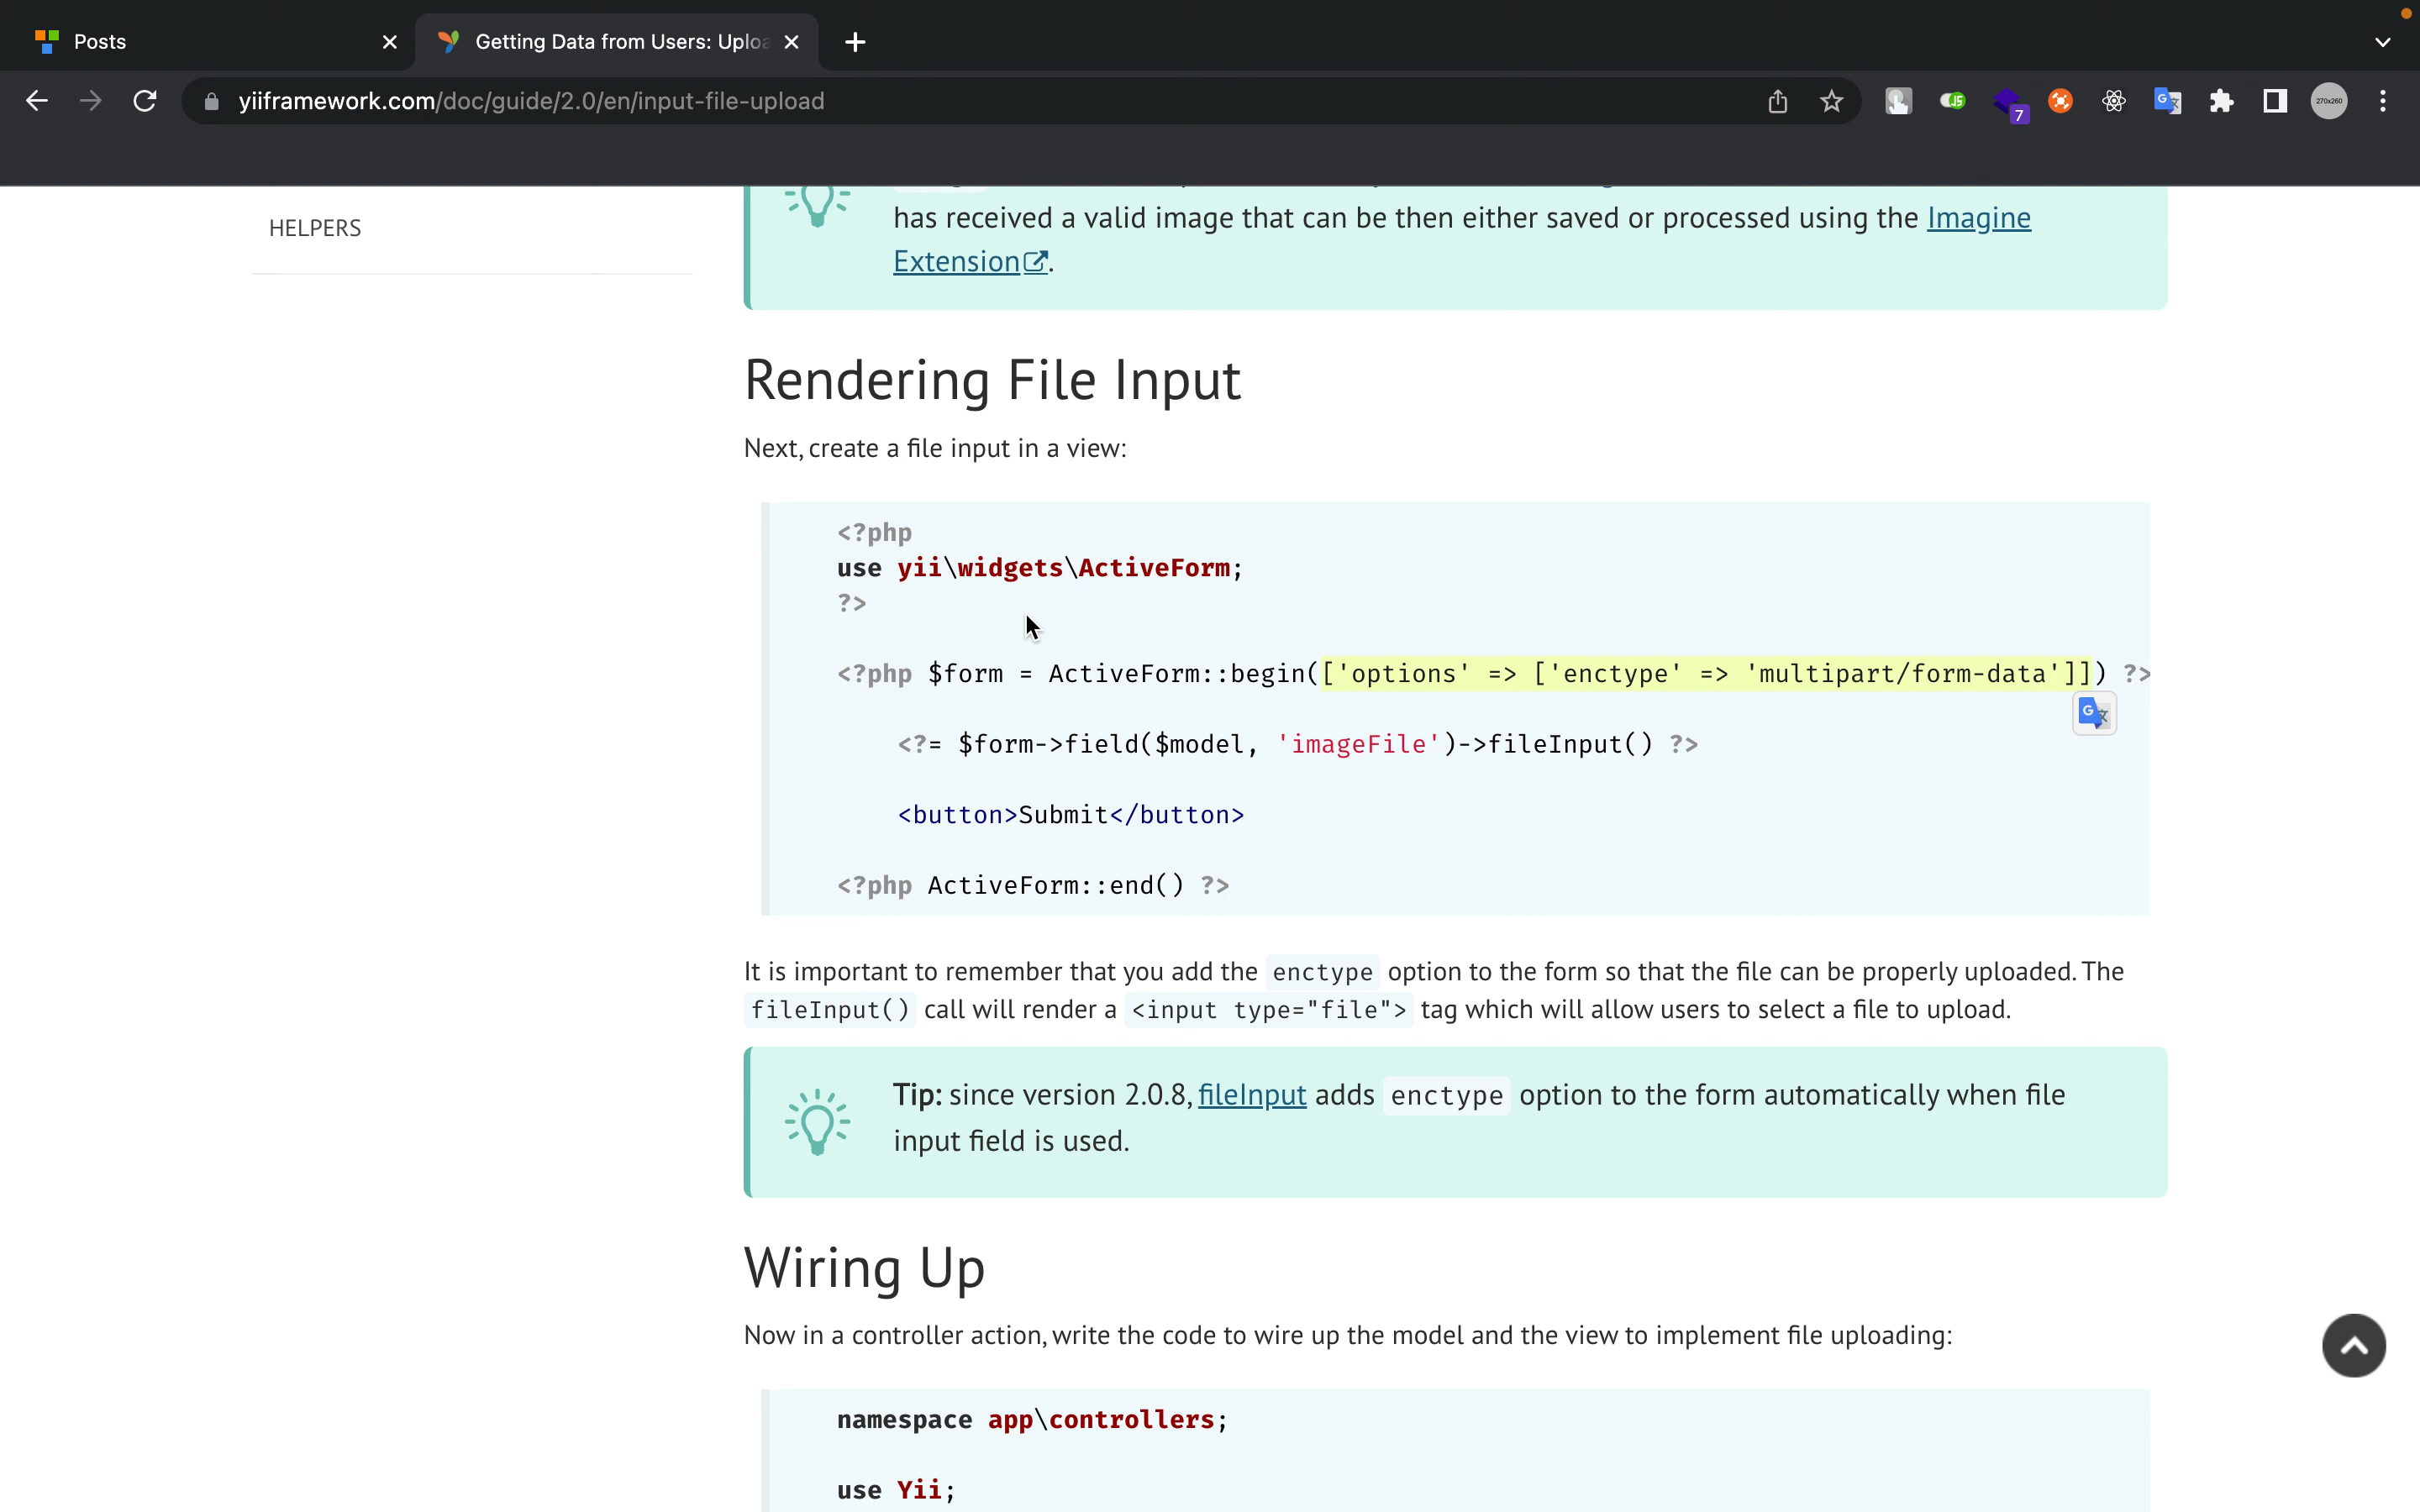 Posts
Getting Data from Users: Uploa
yiiframework.com/doc/guide/2.0/en/input-file-upload
7
270x260
HELPERS
has received a valid image that can be then either saved or processed using the Imagine
Extension.
Rendering File Input
Next, create a file input in a view:
<?php
use yii\widgets\ActiveForm;
?>
<?php $form = ActiveForm::begin(['options' => ['enctype' => 'multipart/form-data']]) ?>
<?= $form->field($model, 'imageFile')->fileInput() ?>
<button>Submit</button>
<?php ActiveForm::end() ?>
It is important to remember that you add the enctype option to the form so that the file can be properly uploaded. The
fileInput() call will render a <input type="file"> tag which will allow users to select a file to upload.
Tip: since version 2.0.8, fileInput adds enctype option to the form automatically when file
input field is used.
Wiring Up
Now in a controller action, write the code to wire up the model and the view to implement file uploading:
namespace app\controllers;
use Yii;